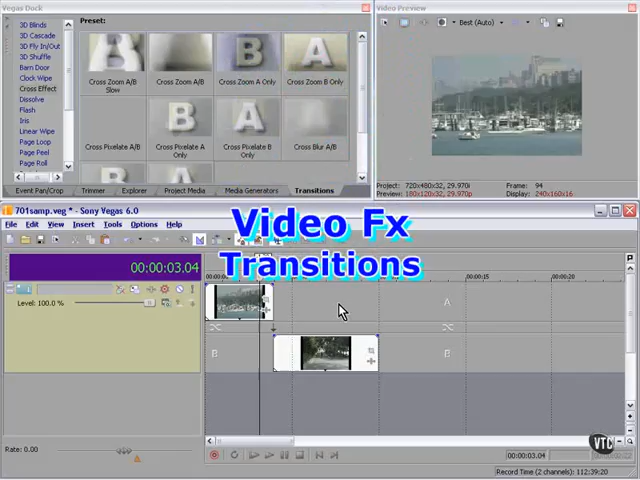 Vegas Dock
3D Blinds
3D Cascade
3D Fly In/Out
3D Shuffle
Barn Door
Clock Wipe
Cross Effect
Dissolve
Flash
Iris
Linear Wipe
Page Loop
Page Peel
Page Roll
Preset:
Cross Zoom A/B Slow
Cross Zoom A/B
Cross Zoom A Only
Cross Zoom B Only
Cross Pixelate A Only
Cross Pixelate B Only
Cross Blur A/B
Event Pan/Crop
Trimmer
Explorer
Project Media
Media Generators
Transitions
Video Preview
Best (Auto)
Project: 720x480x32, 29.970i
Frame: 94
Preview: 180x120x32, 29.970i
Display: 240x160x16
701samp.veg * - Sony Vegas 6.0
File Edit View Insert Tools Options Help
Video Fx
Transitions
00:00:03.04
00:00:15
00:00:20
Level: 100.0 %
A
B
B
Rate: 0.00
VTC
00:00:03.04
Record Time (2 channels): 112:39:20